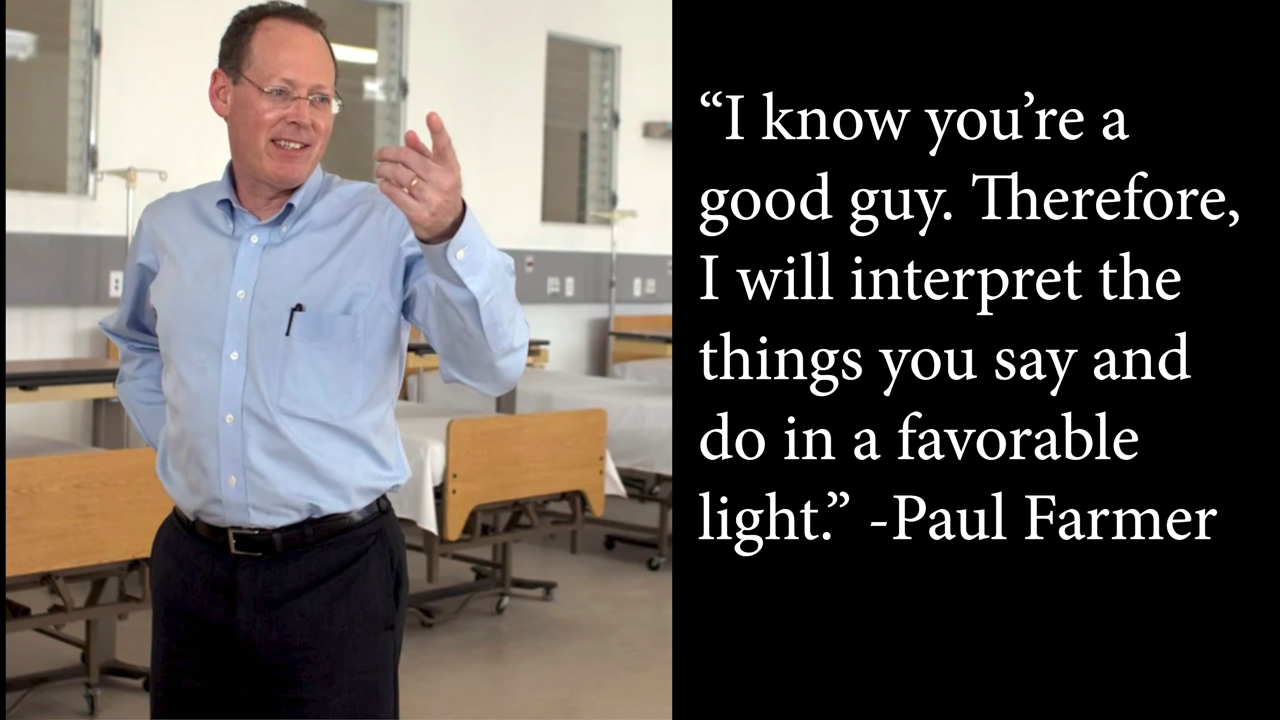 “I know you’re a
good guy. Therefore,
I will interpret the
things you say and
do in a favorable
light.” -Paul Farmer